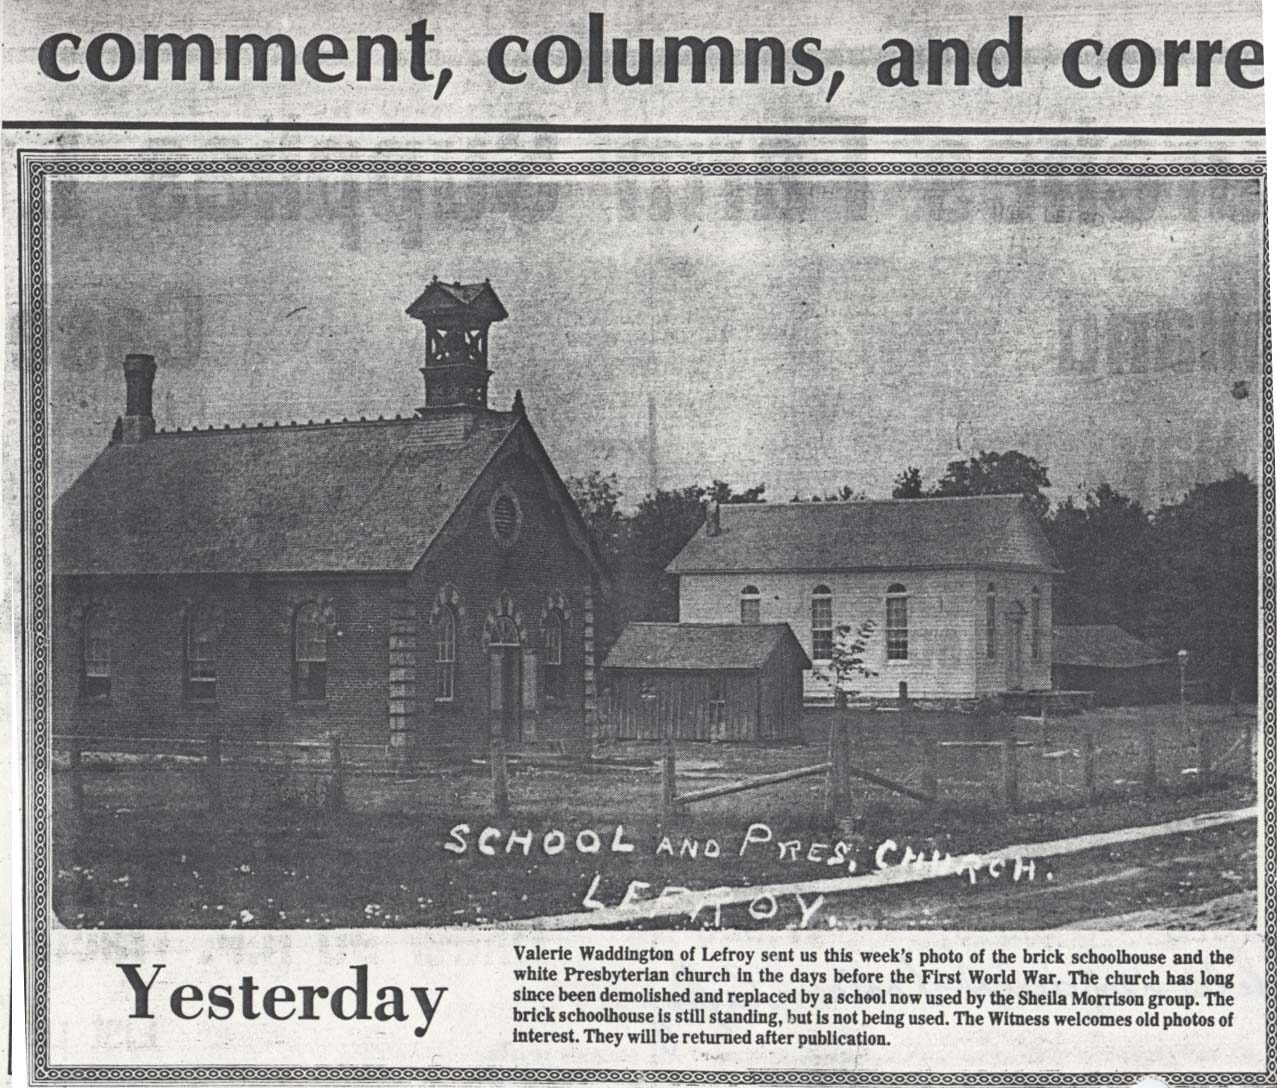 comment, columns, and corre
SCHOOL AND PRES, CHURCH.
LEFROY.
Yesterday
Valerie Waddington of Lefroy sent us this week's photo of the brick schoolhouse and the
white Presbyterian church in the days before the First World War. The church has long
since been demolished and replaced by a school now used by the Sheila Morrison group. The
brick schoolhouse is still standing, but is not being used. The Witness welcomes old photos of
interest. They will be returned after publication.